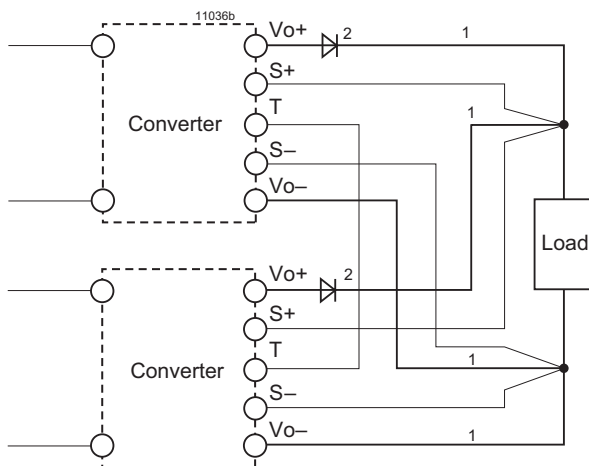 11036b
Vo+
2
1
S+
T
1
Converter
S–
Vo–
Vo+
2
Load
S+
T
1
Converter
S–
Vo–
1